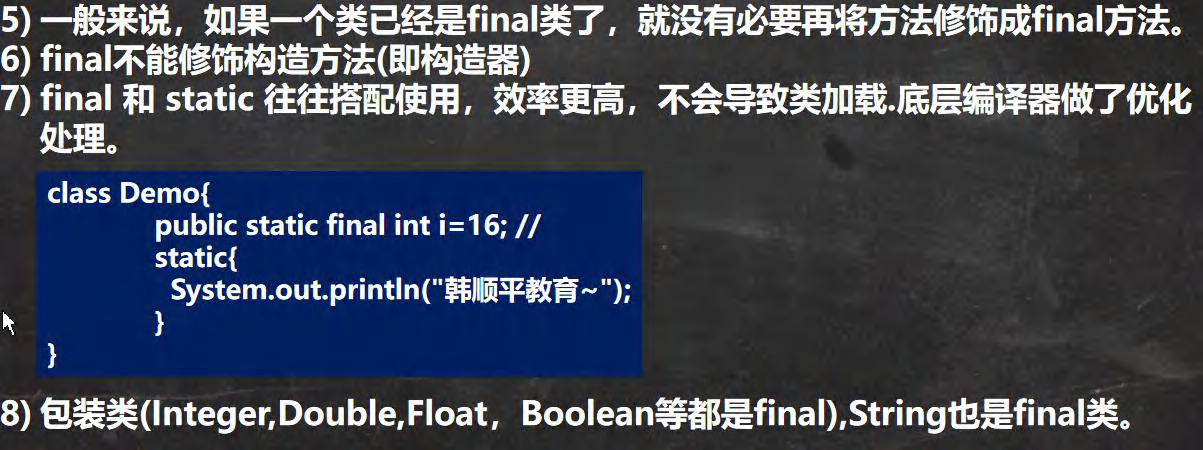 5) 一般来说，如果一个类已经是final类了，就没有必要再将方法修饰成final方法。
6) final不能修饰构造方法(即构造器)
7) final 和 static 往往搭配使用，效率更高，不会导致类加载.底层编译器做了优化
处理。
class Demo{
public static final int i=16; //
static{
System.out.println("韩顺平教育~");
}
}
8) 包装类(Integer,Double,Float，Boolean等都是final),String也是final类。